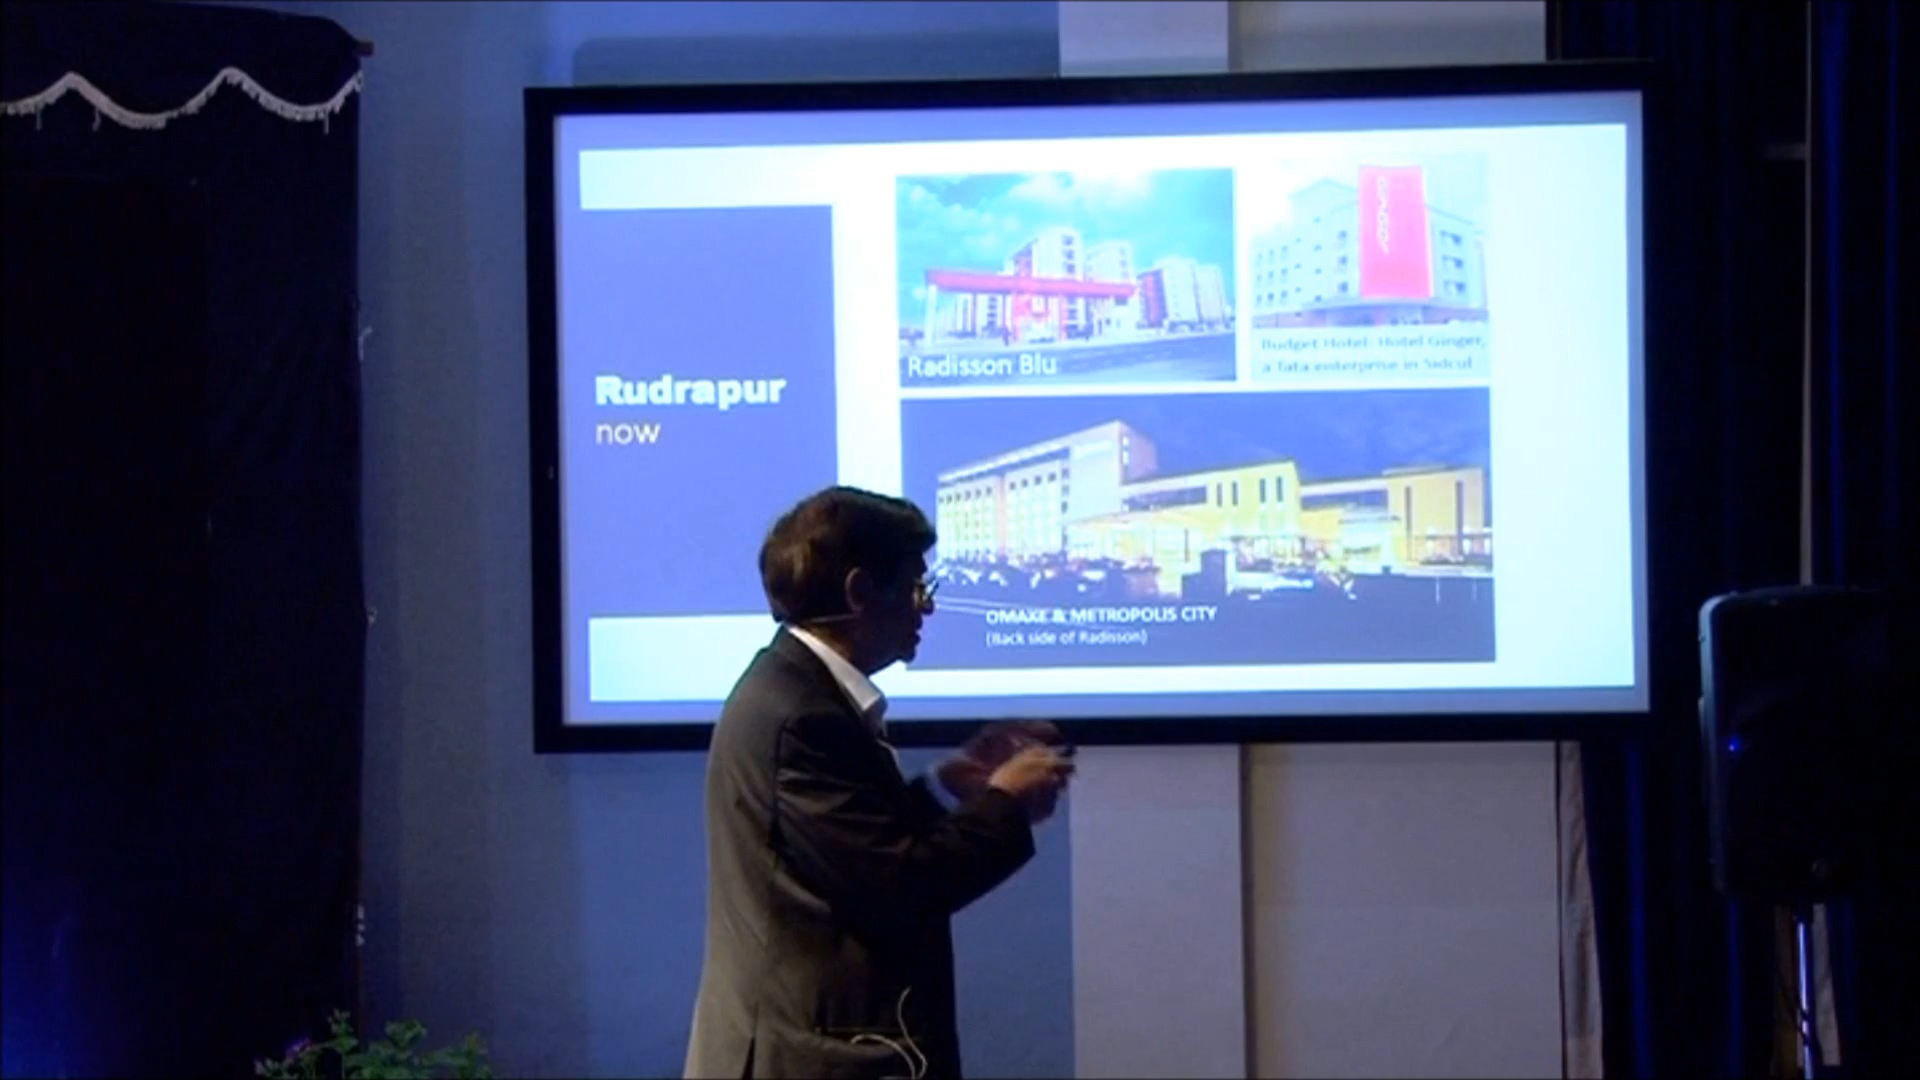 Rudrapur
now
Radisson Blu
GINGER
Budget Hotel- Hotel Ginger,
a Tata enterprise in Sidcul
OMAXE & METROPOLIS CITY
(Back side of Radisson)